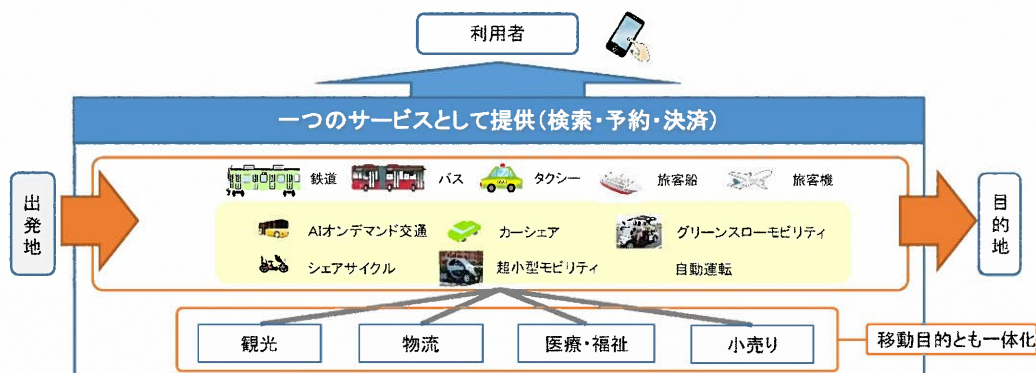 利用者
一つのサービスとして提供(検索・予約・決済)
出発地
鉄道
バス
タクシー
旅客船
旅客機
AIオンデマンド交通
カーシェア
グリーンスローモビリティ
シェアサイクル
超小型モビリティ
自動運転
目的地
観光
物流
医療・福祉
小売り
移動目的とも一体化